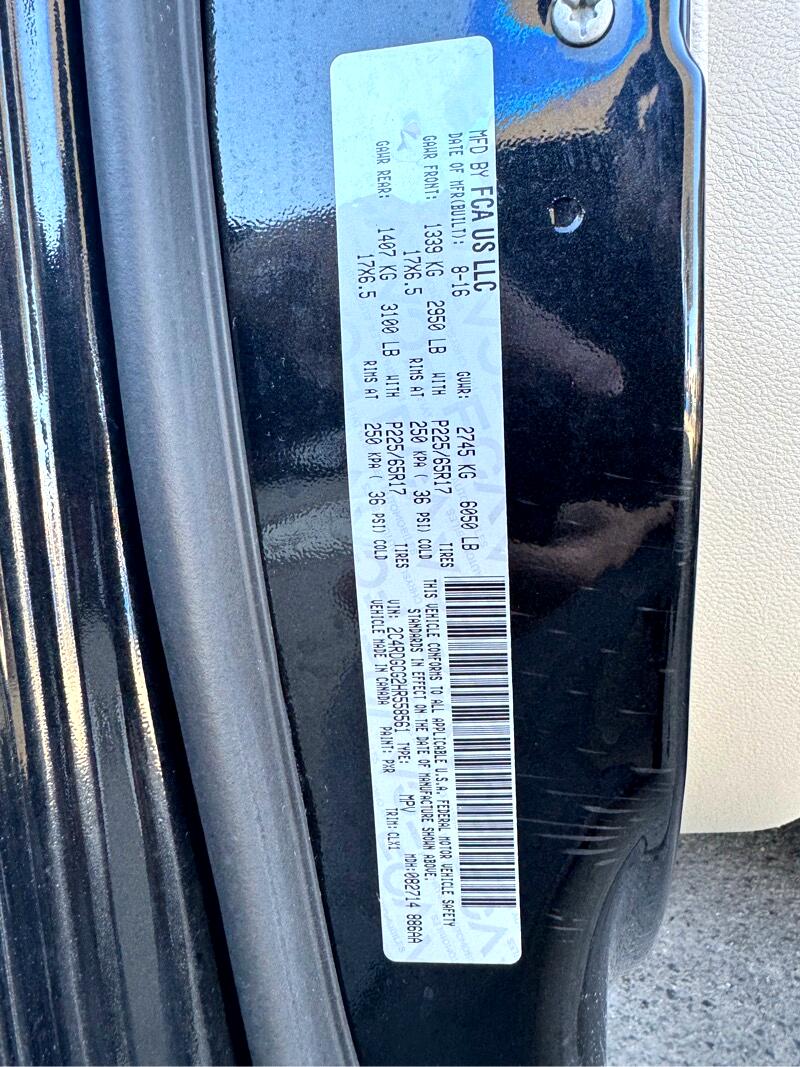 MFD BY FCA US LLC
DATE OF MFR(BUILT): 8-16 GVWR: 2745 KG 6050 LB
GAWR FRONT: 1339 KG 2950 LB WITH P225/65R17 TIRES
17X6.5 RIMS AT 250 KPA ( 36 PSI) COLD
GAWR REAR: 1407 KG 3100 LB WITH P225/65R17 TIRES
17X6.5 RIMS AT 250 KPA ( 36 PSI) COLD
THIS VEHICLE CONFORMS TO ALL APPLICABLE U.S.A. FEDERAL MOTOR VEHICLE SAFETY
STANDARDS IN EFFECT ON THE DATE OF MANUFACTURE SHOWN ABOVE.
VIN: 2C4RDGCG2HR558561 TYPE: MPV MDH:082714 886AA
VEHICLE MADE IN CANADA PAINT: PXR TRIM:CLX1